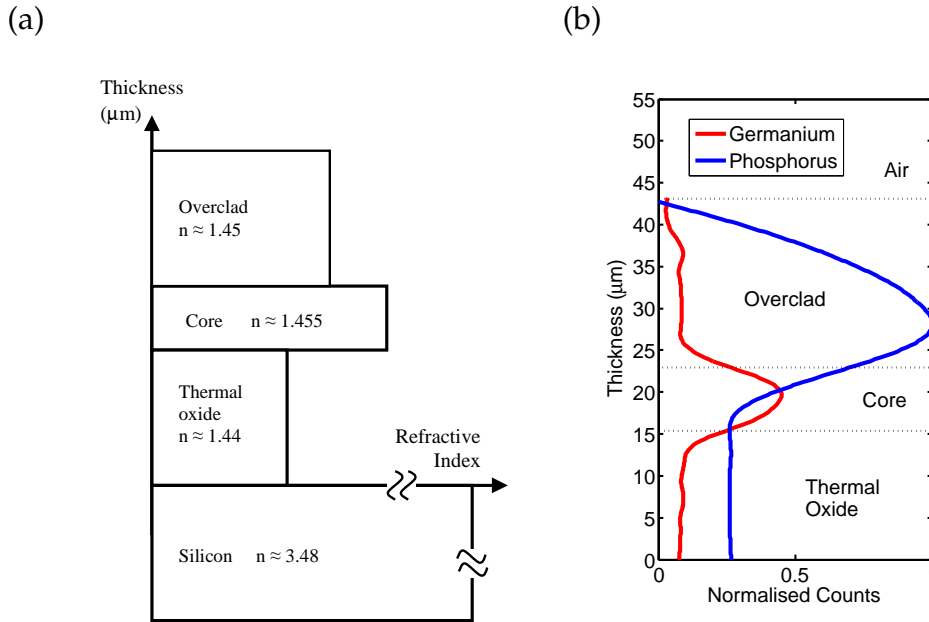 (a)
Thickness
(μm)
Overclad
n ≈ 1.45
Core n ≈ 1.455
Thermal
oxide
n ≈ 1.44
Refractive
Index
Silicon n ≈ 3.48
(b)
55
50
45
40
35
30
25
20
15
10
5
0
Thickness (μm)
Germanium
Phosphorus
Air
Overclad
Core
Thermal
Oxide
0
0.5
Normalised Counts